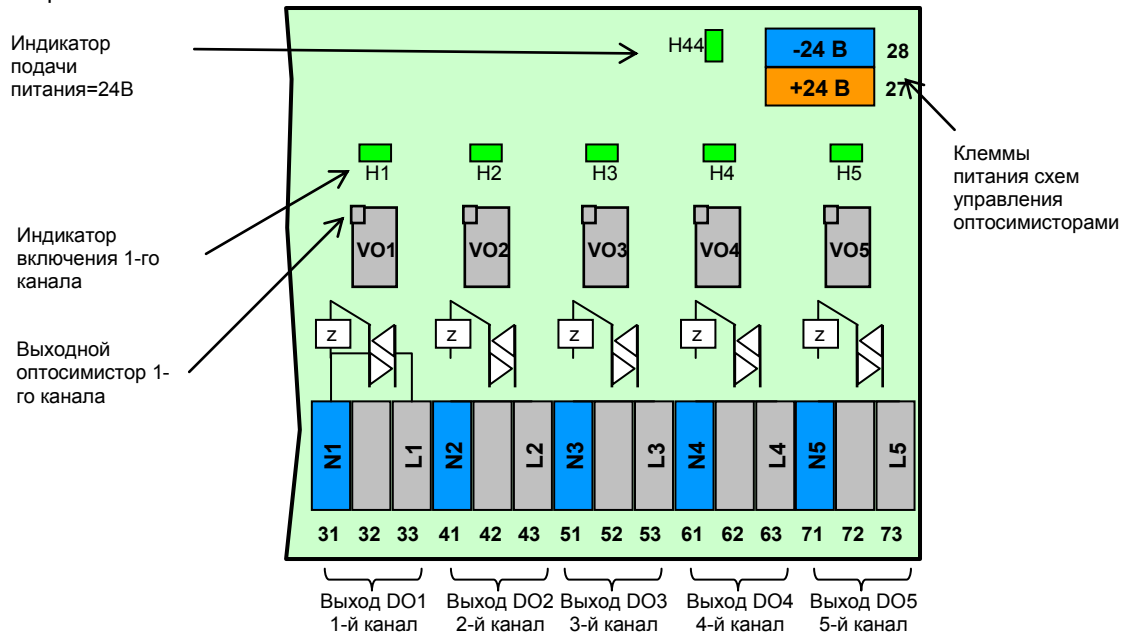 Индикатор
подачи
питания=24В
H44
-24 В
28
+24 В
27
H1
H2
H3
H4
H5
Клеммы
питания схем
управления
оптосимисторами
Индикатор
включения 1-го
канала
VO1
VO2
VO3
VO4
VO5
Выходной
оптосимистор 1-
го канала
z
z
z
z
z
N1
L1
N2
L2
N3
L3
N4
L4
N5
L5
31 32 33 41 42 43 51 52 53 61 62 63 71 72 73
Выход DO1
1-й канал
Выход DO2
2-й канал
Выход DO3
3-й канал
Выход DO4
4-й канал
Выход DO5
5-й канал